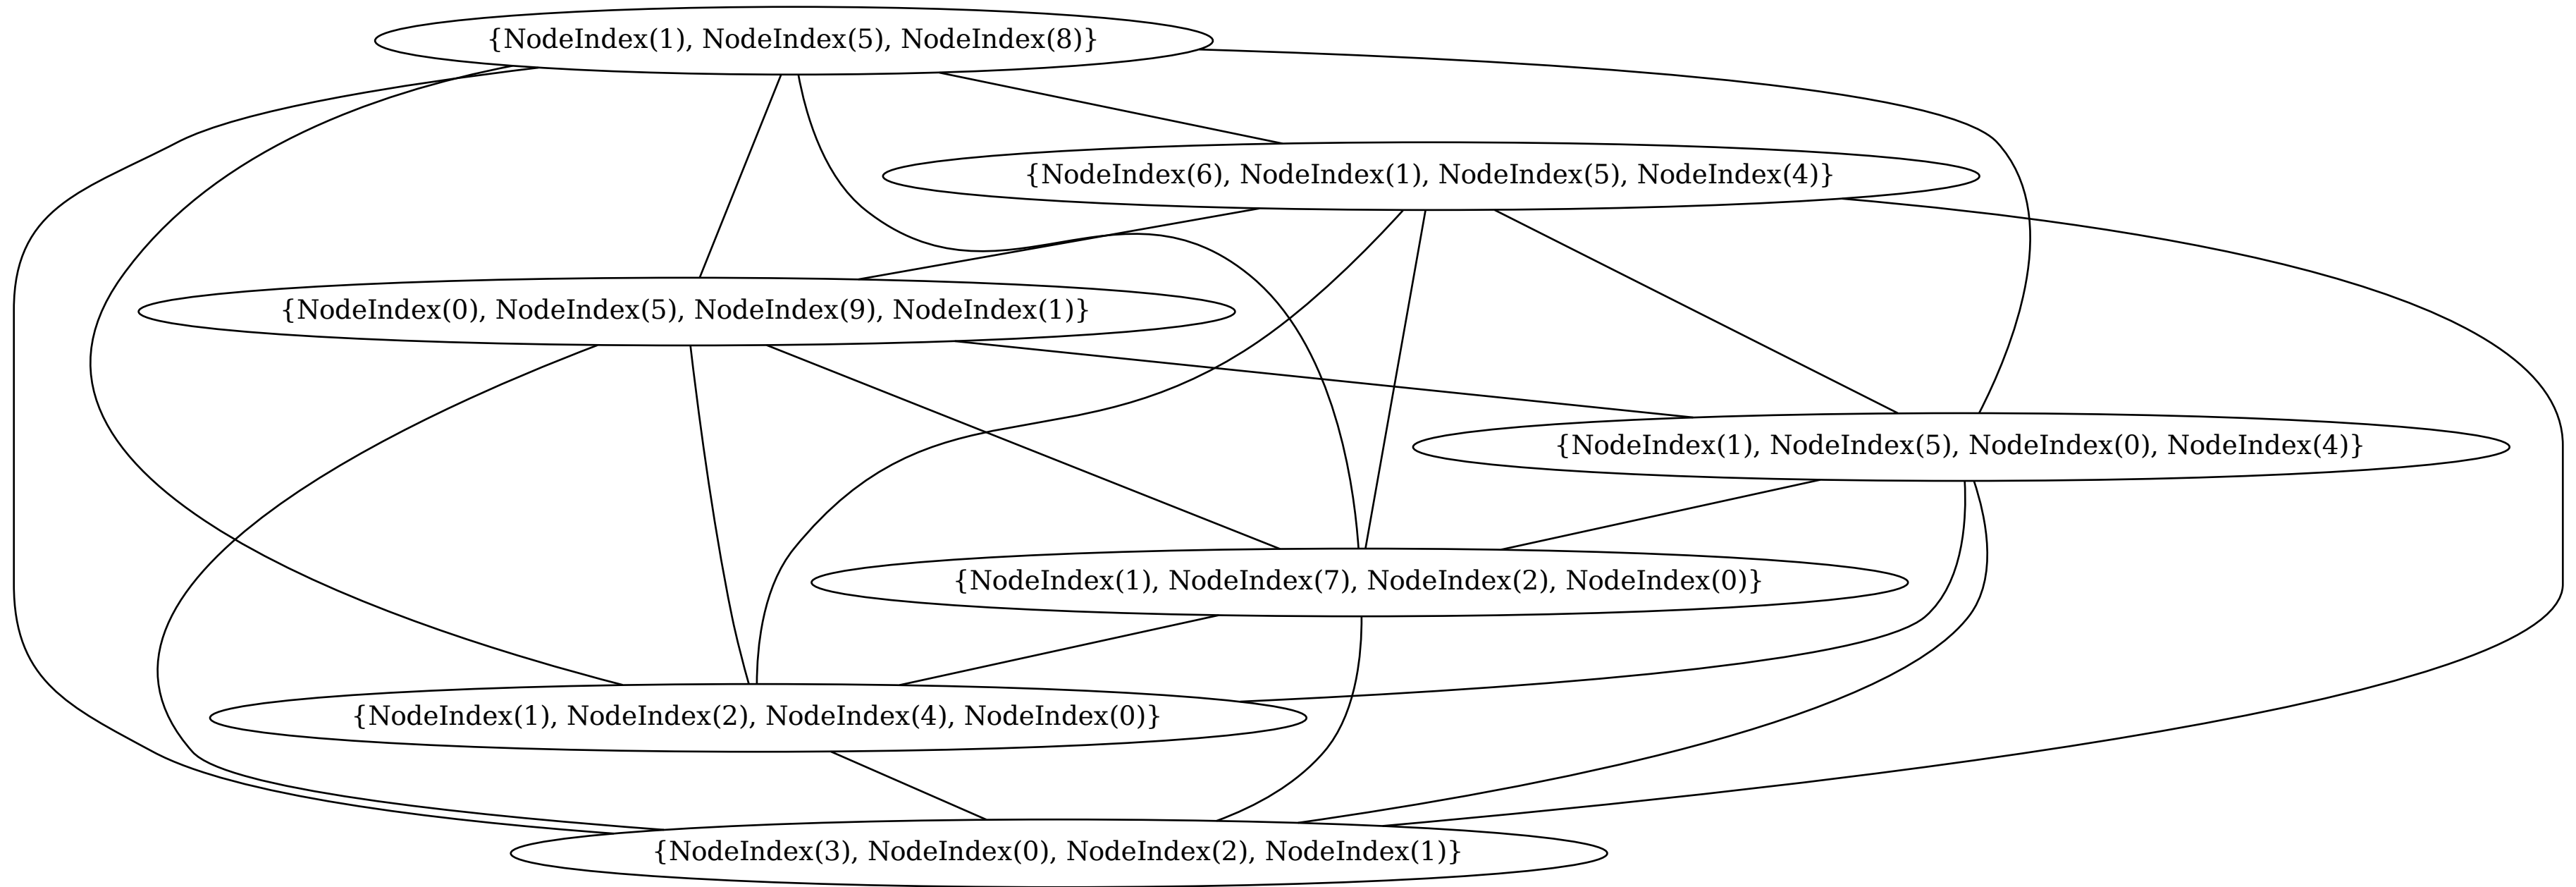 {NodeIndex(1), NodeIndex(5), NodeIndex(8)}
{NodeIndex(6), NodeIndex(1), NodeIndex(5), NodeIndex(4)}
{NodeIndex(0), NodeIndex(5), NodeIndex(9), NodeIndex(1)}
{NodeIndex(1), NodeIndex(5), NodeIndex(0), NodeIndex(4)}
{NodeIndex(1), NodeIndex(7), NodeIndex(2), NodeIndex(0)}
{NodeIndex(1), NodeIndex(2), NodeIndex(4), NodeIndex(0)}
{NodeIndex(3), NodeIndex(0), NodeIndex(2), NodeIndex(1)}